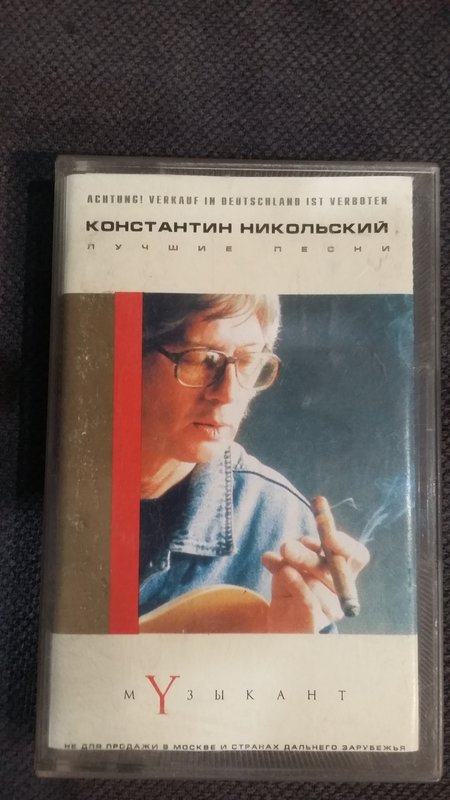 ACHTUNG! VERKAUF IN DEUTSCHLAND IST VERBOTEN
КОНСТАНТИН НИКОЛЬСКИЙ
ЛУЧШИЕ ПЕСНИ
МУЗЫКАНТ
НЕ ДЛЯ ПРОДАЖИ В МОСКВЕ И СТРАНАХ ДАЛЬНЕГО ЗАРУБЕЖЬЯ